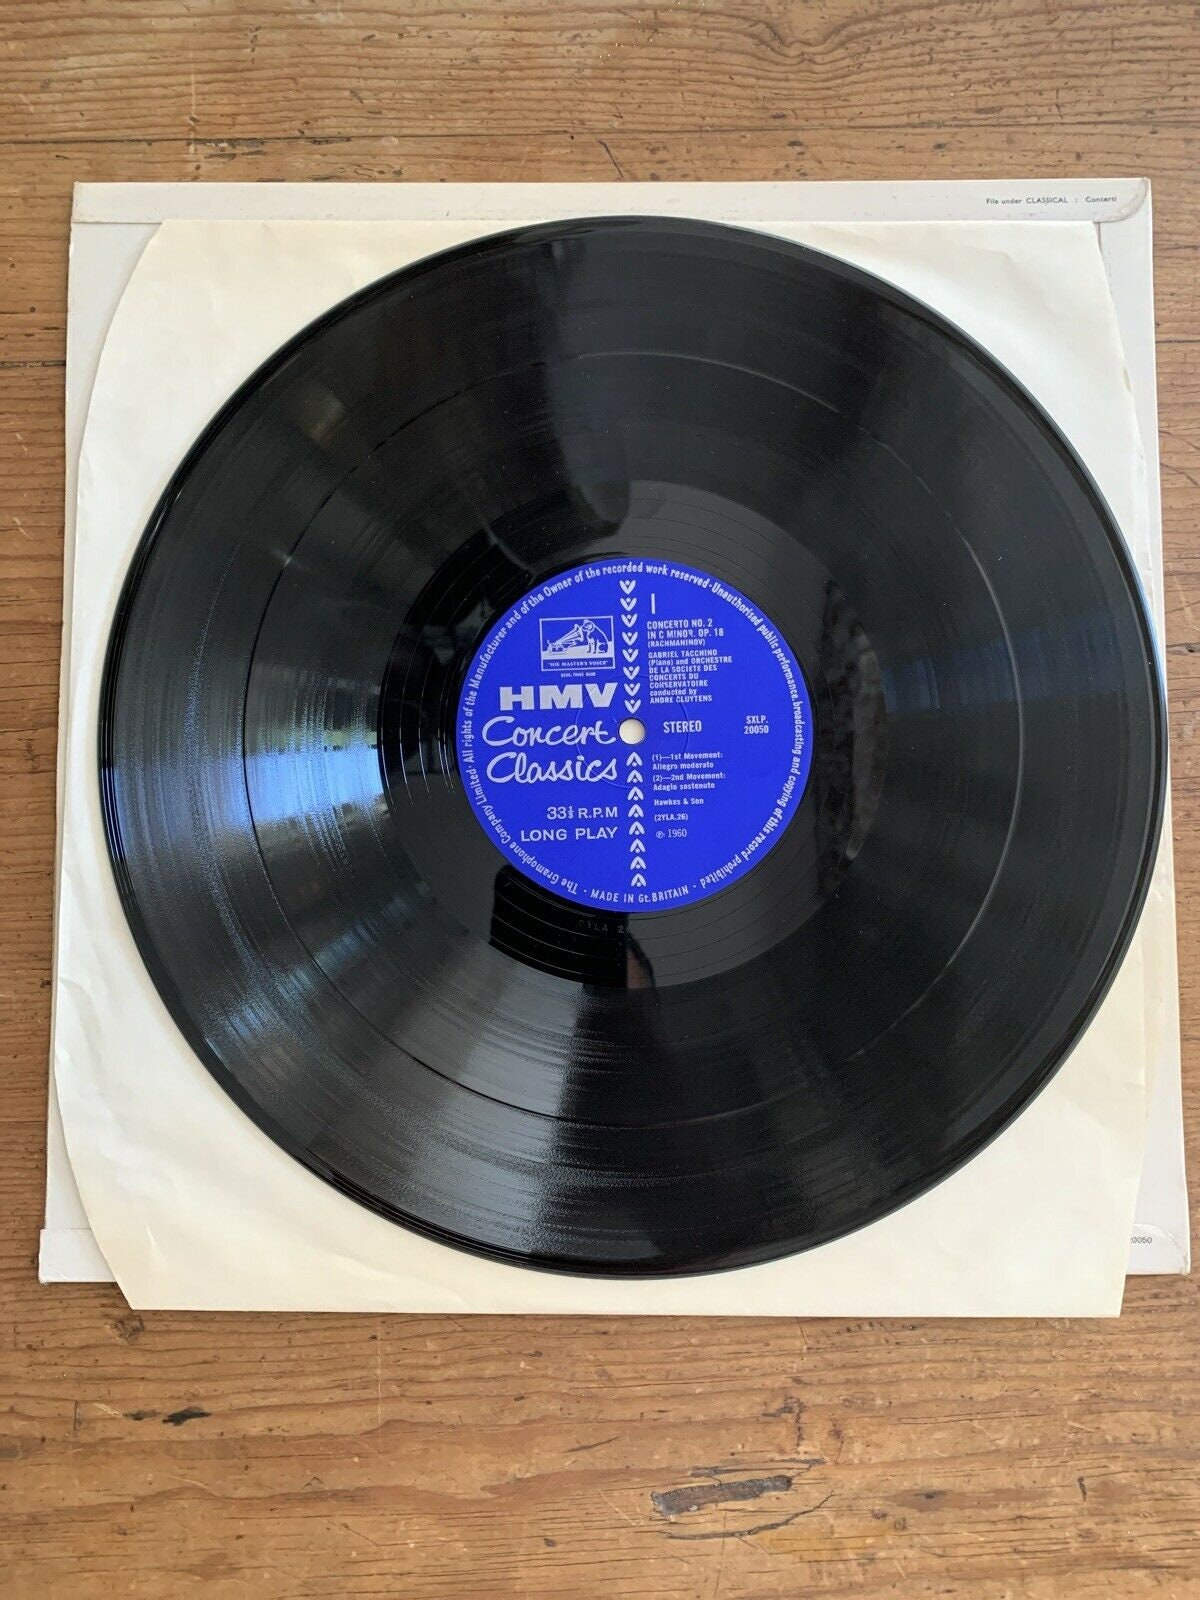 File under CLASSICAL : Concerti
The Gramophone Company Limited · All rights of the Manufacturer and of the Owner of the recorded work reserved · Unauthorised public performance, broadcasting and copying of this record prohibited ·
MADE IN Gt. BRITAIN
"HIS MASTER'S VOICE"
REGD. TRADE MARK
HMV
Concert
Classics
33⅓ R.P.M
LONG PLAY
I
CONCERTO NO. 2
IN C MINOR, OP. 18
(RACHMANINOV)
GABRIEL TACCHINO
(Piano) and ORCHESTRE
DE LA SOCIETE DES
CONCERTS DU
CONSERVATOIRE
conducted by
ANDRE CLUYTENS
STEREO
SXLP.
20050
(1)—1st Movement:
Allegro moderato
(2)—2nd Movement:
Adagio sostenuto
Hawkes & Son
(2YLA.26)
℗ 1960
20050